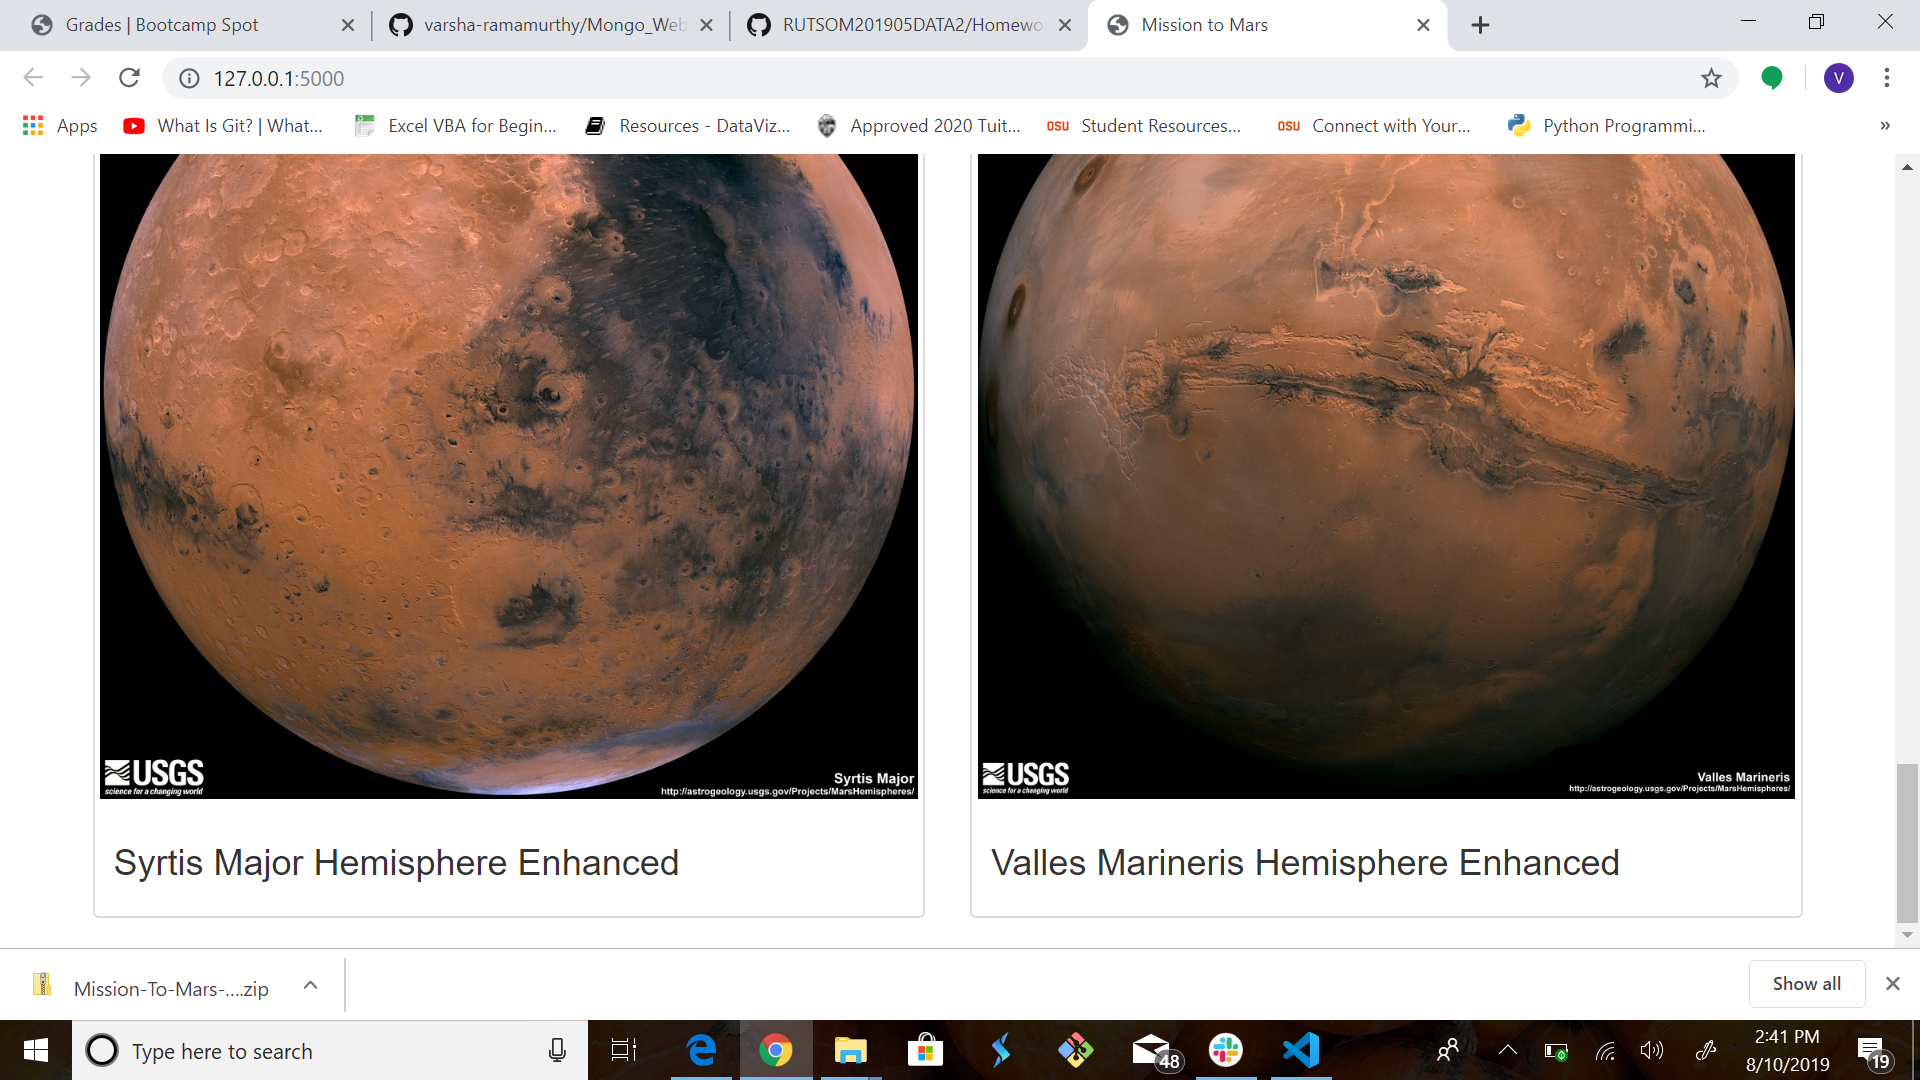 Grades | Bootcamp Spot
varsha-ramamurthy/Mongo_Web
RUTSOM201905DATA2/Homewo
Mission to Mars
127.0.0.1:5000
V
Apps
What Is Git? | What...
Excel VBA for Begin...
Resources - DataViz...
Approved 2020 Tuit...
OSU Student Resources...
OSU Connect with Your...
Python Programmi...
»
USGS
science for a changing world
Syrtis Major
http://astrogeology.usgs.gov/Projects/MarsHemispheres/
USGS
science for a changing world
Valles Marineris
http://astrogeology.usgs.gov/Projects/MarsHemispheres/
Syrtis Major Hemisphere Enhanced
Valles Marineris Hemisphere Enhanced
Mission-To-Mars-....zip
Show all
Type here to search
48
2:41 PM
8/10/2019
19